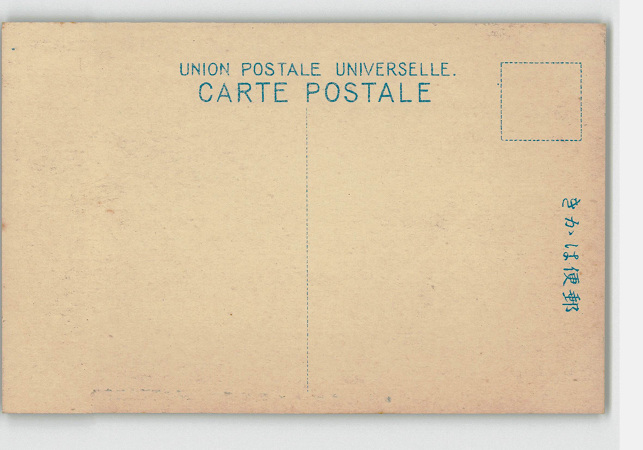 UNION POSTALE UNIVERSELLE.
CARTE POSTALE
きかは便郵